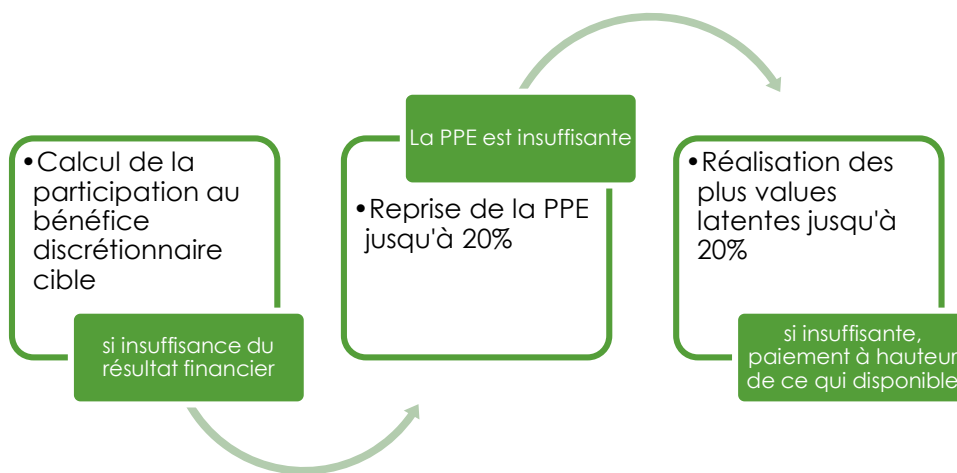 •Calcul de la
participation au
bénéfice
discrétionnaire
cible
si insuffisance du
résultat financier
La PPE est insuffisante
•Reprise de la PPE
jusqu'à 20%
•Réalisation des
plus values
latentes jusqu'à
20%
si insuffisante,
paiement à hauteur
de ce qui disponible